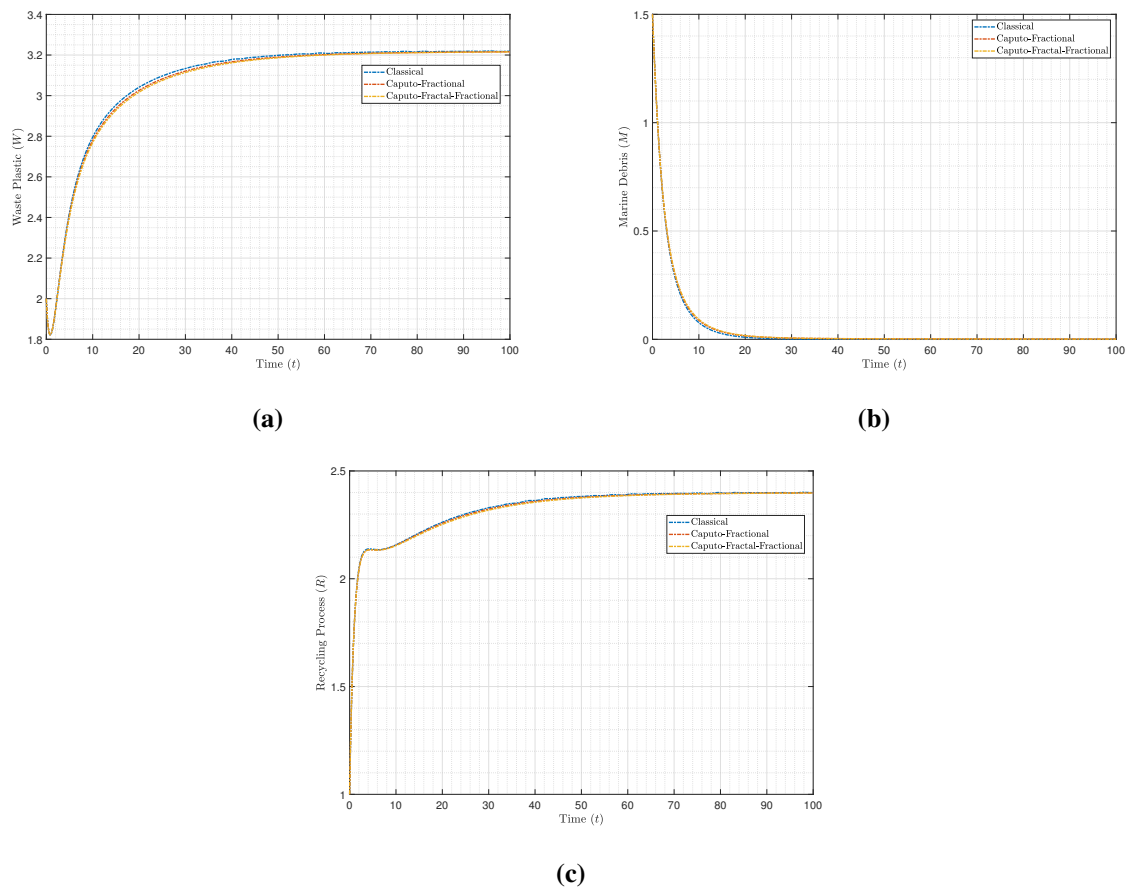 3.4
3.2
3
2.8
2.6
2.4
2.2
2
1.8
Waste Plastic (W)
Classical
Caputo-Fractional
Caputo-Fractal-Fractional
0 10 20 30 40 50 60 70 80 90 100
Time (t)
(a)
1.5
1
0.5
0
Marine Debris (M)
Classical
Caputo-Fractional
Caputo-Fractal-Fractional
0 10 20 30 40 50 60 70 80 90 100
Time (t)
(b)
2.5
2
1.5
1
Recycling Process (R)
Classical
Caputo-Fractional
Caputo-Fractal-Fractional
0 10 20 30 40 50 60 70 80 90 100
Time (t)
(c)